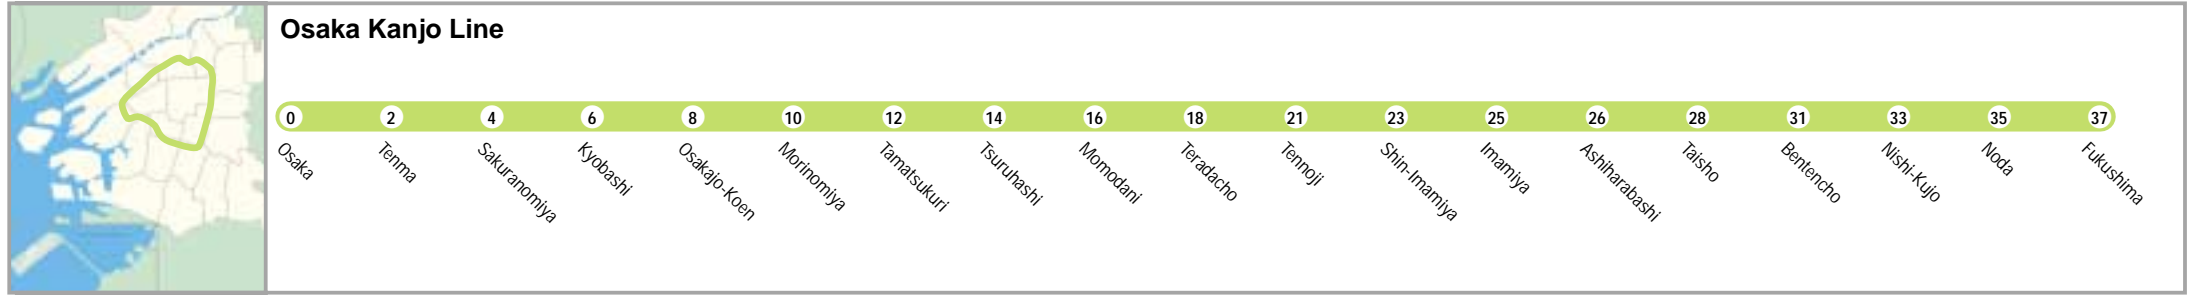 Osaka Kanjo Line
0 2 4 6 8 10 12 14 16 18 21 23 25 26 28 31 33 35 37
Osaka Tenma Sakuranomiya Kyobashi Osakajo-Koen Morinomiya Tamatsukuri Tsuruhashi Momodani Teradacho Tennoji Shin-Imamiya Imamiya Ashiharabashi Taisho Bentencho Nishi-Kujo Noda Fukushima